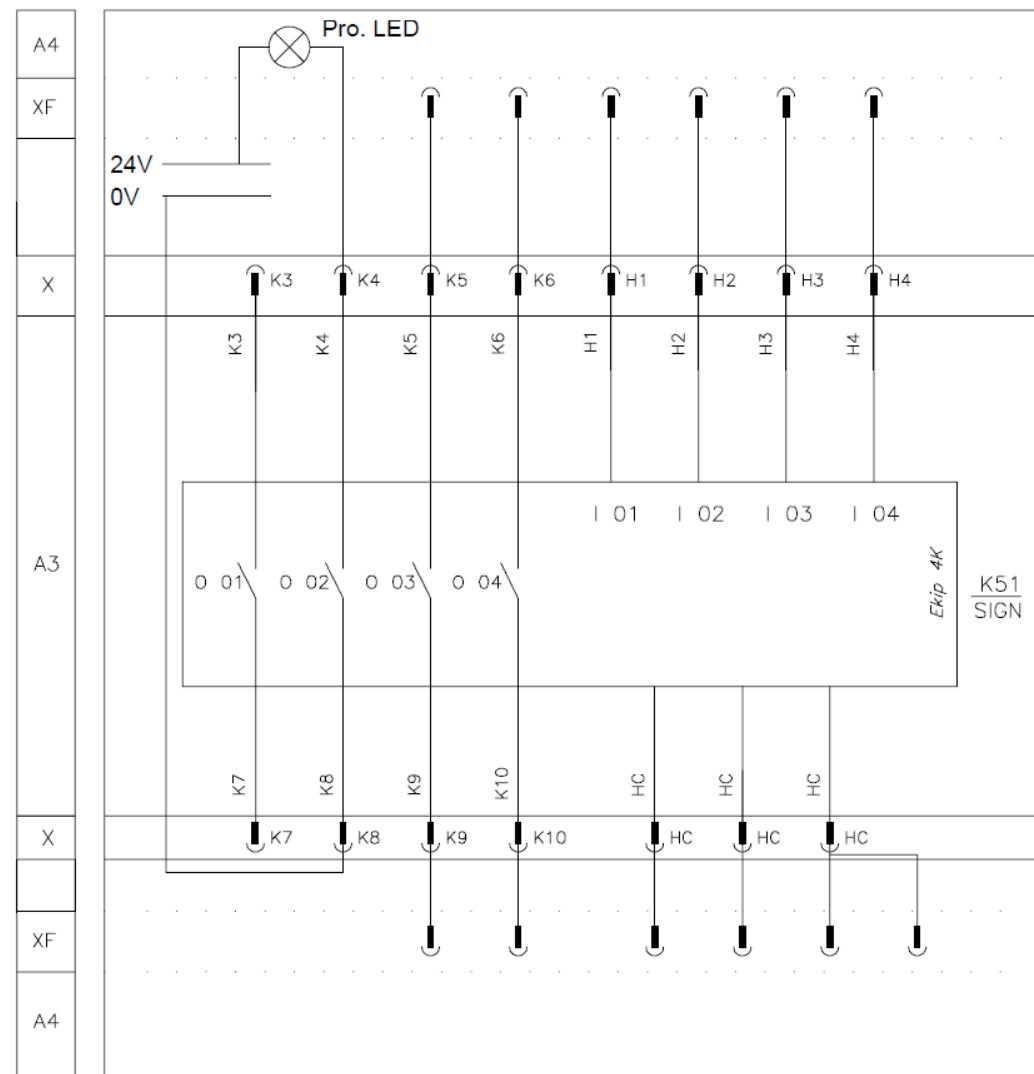 A4
Pro. LED
XF
24V
0V
X
K3 K4 K5 K6 H1 H2 H3 H4
K3 K4 K5 K6 H1 H2 H3 H4
I 01 I 02 I 03 I 04
A3
O 01 O 02 O 03 O 04
Ekip 4K
K51
SIGN
K7 K8 K9 K10 HC HC HC
X
K7 K8 K9 K10 HC HC HC
XF
A4